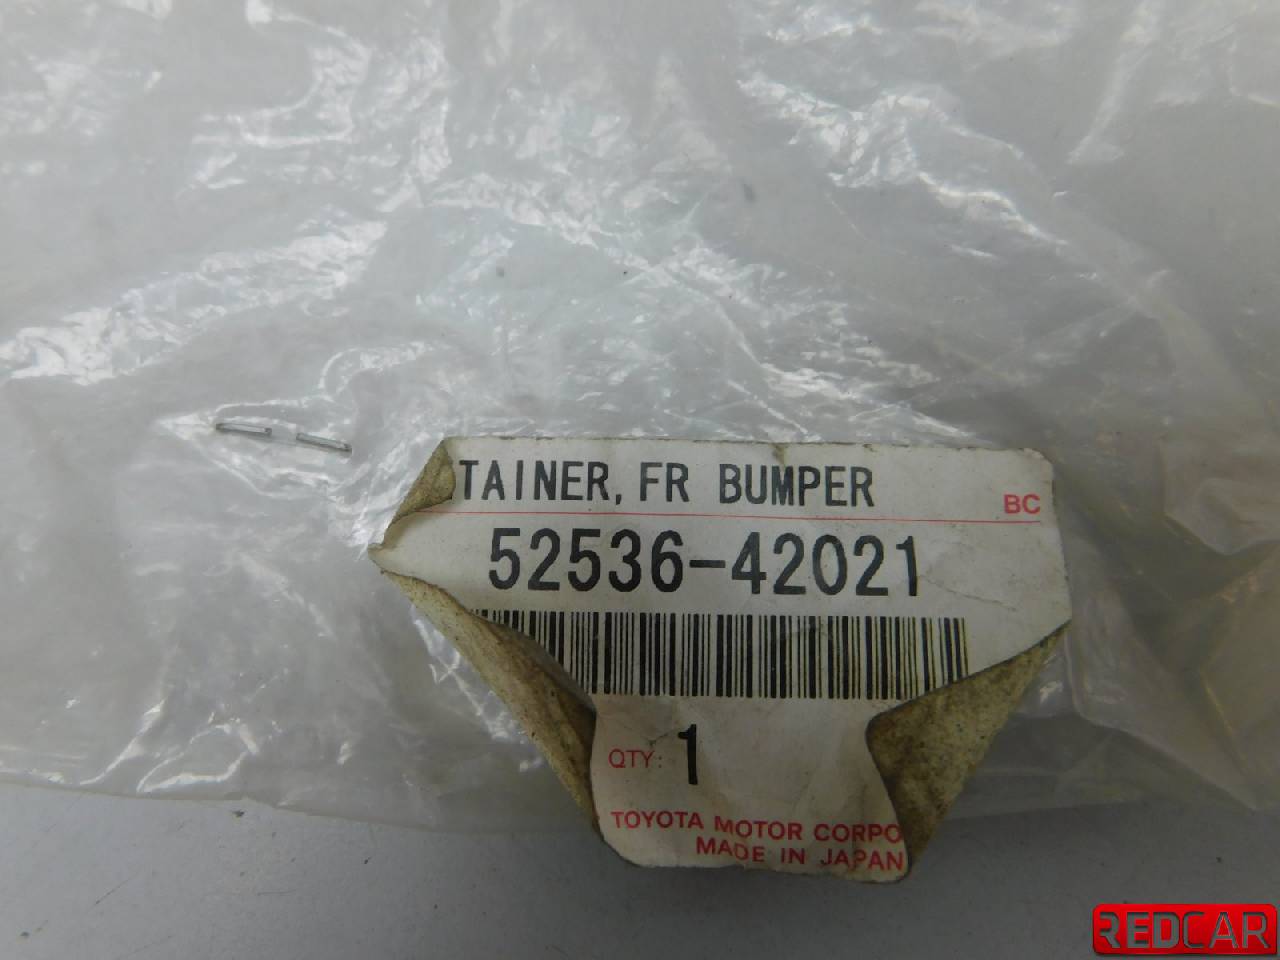 TAINER, FR BUMPER
BC
52536-42021
QTY: 1
TOYOTA MOTOR CORPO
MADE IN JAPAN
REDCAR